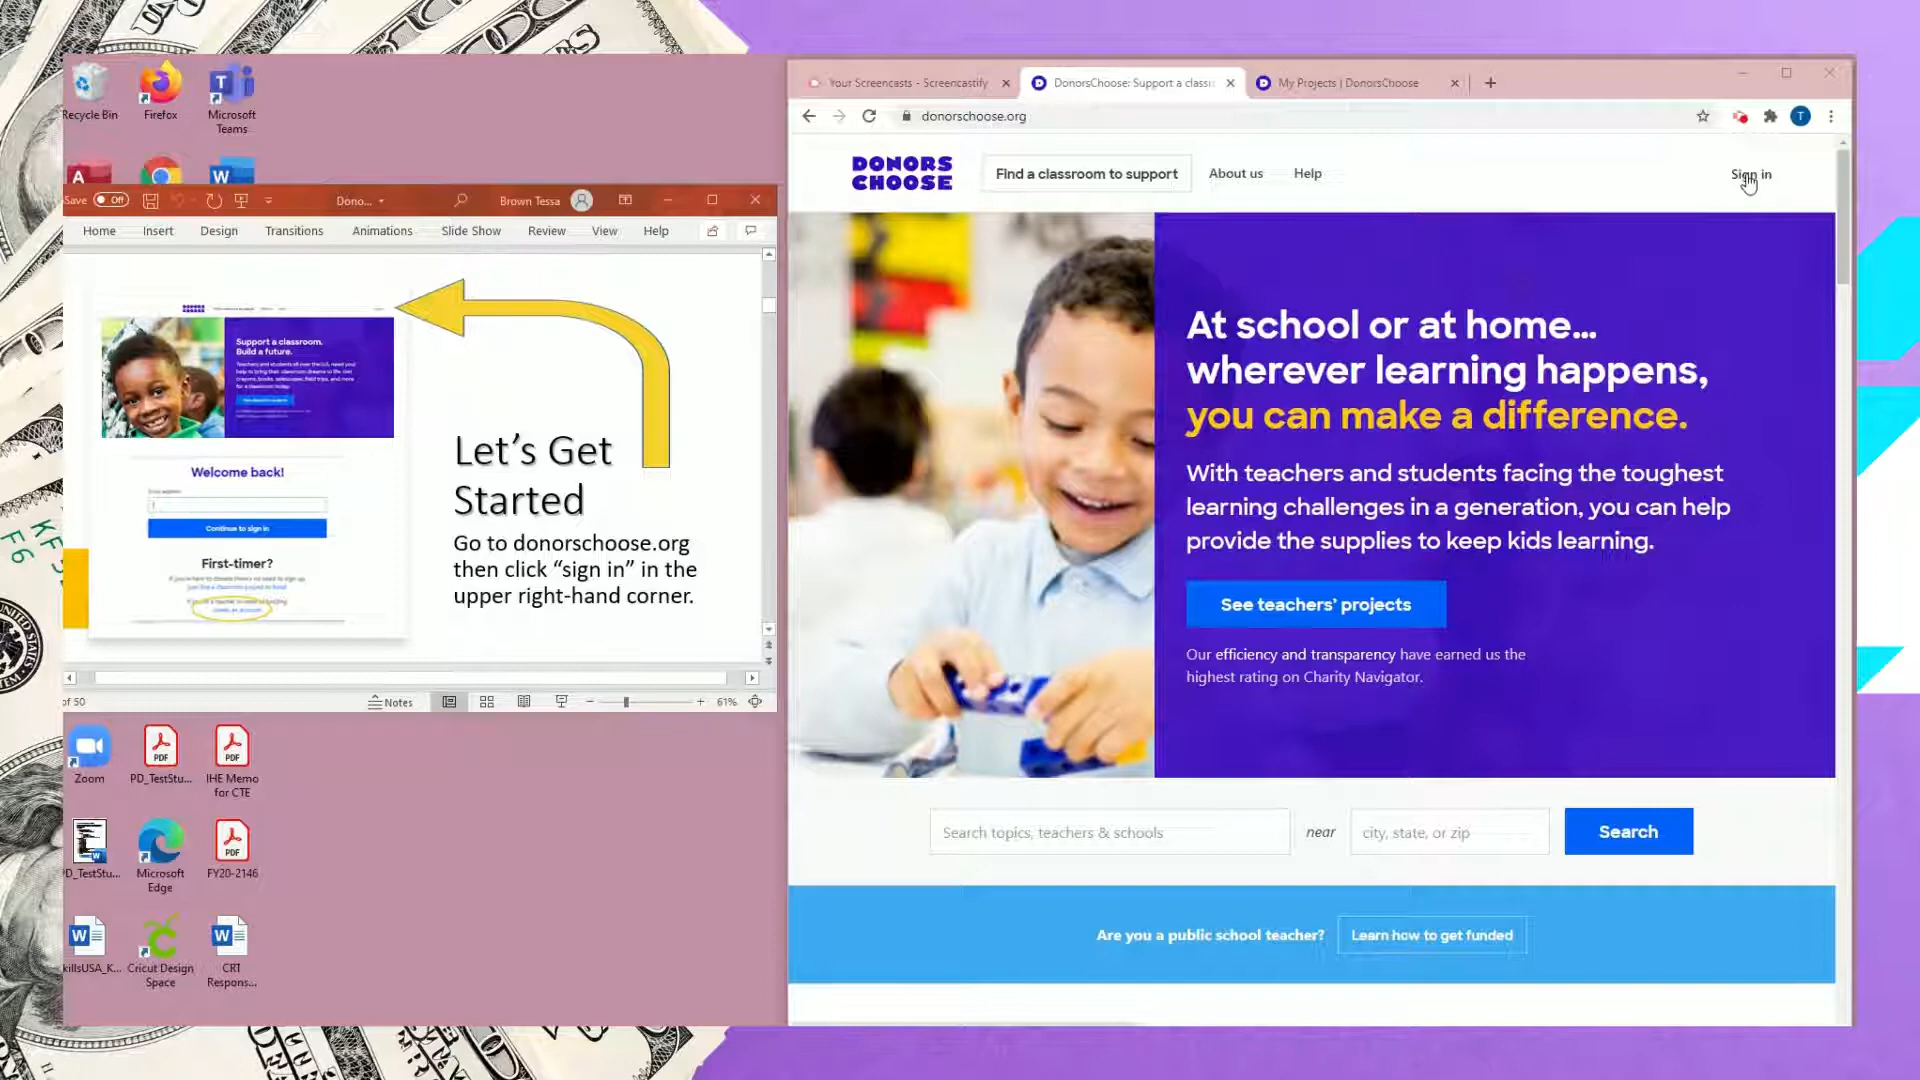 Recycle Bin
Firefox
Microsoft
Teams
Save
Off
Dono...
Brown Tessa
Home
Insert
Design
Transitions
Animations
Slide Show
Review
View
Help
Support a classroom.
Build a future.
Welcome back!
Continue to sign in
First-timer?
Let's Get
Started
Go to donorschoose.org
then click “sign in” in the
upper right-hand corner.
of 50
Notes
61%
Zoom
PD_TestStu...
IHE Memo
for CTE
PD_TestStu...
Microsoft
Edge
FY20-2146
killsUSA_K...
Cricut Design
Space
CRT
Respons...
Your Screencasts - Screencastify
DonorsChoose: Support a classr
My Projects | DonorsChoose
donorschoose.org
T
DONORS
CHOOSE
Find a classroom to support
About us
Help
Sign in
At school or at home...
wherever learning happens,
you can make a difference.
With teachers and students facing the toughest
learning challenges in a generation, you can help
provide the supplies to keep kids learning.
See teachers' projects
Our efficiency and transparency have earned us the
highest rating on Charity Navigator.
Search topics, teachers & schools
near
city, state, or zip
Search
Are you a public school teacher?
Learn how to get funded